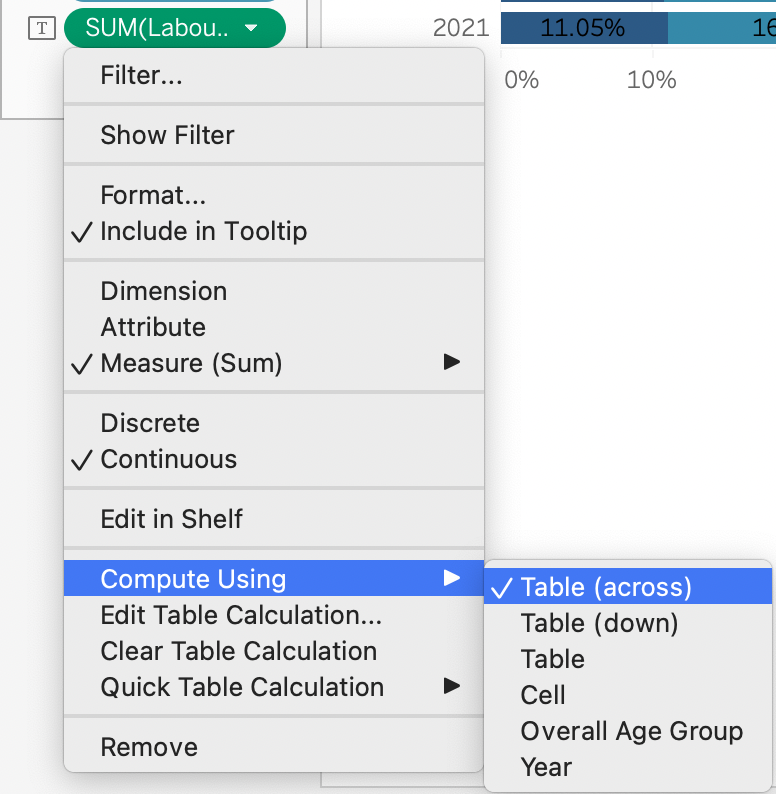 T SUM(Labou.. 2021 11.05% 16
0% 10%
Filter...
Show Filter
Format...
Include in Tooltip
Dimension
Attribute
Measure (Sum)
Discrete
Continuous
Edit in Shelf
Compute Using
Edit Table Calculation...
Clear Table Calculation
Quick Table Calculation
Remove
Table (across)
Table (down)
Table
Cell
Overall Age Group
Year